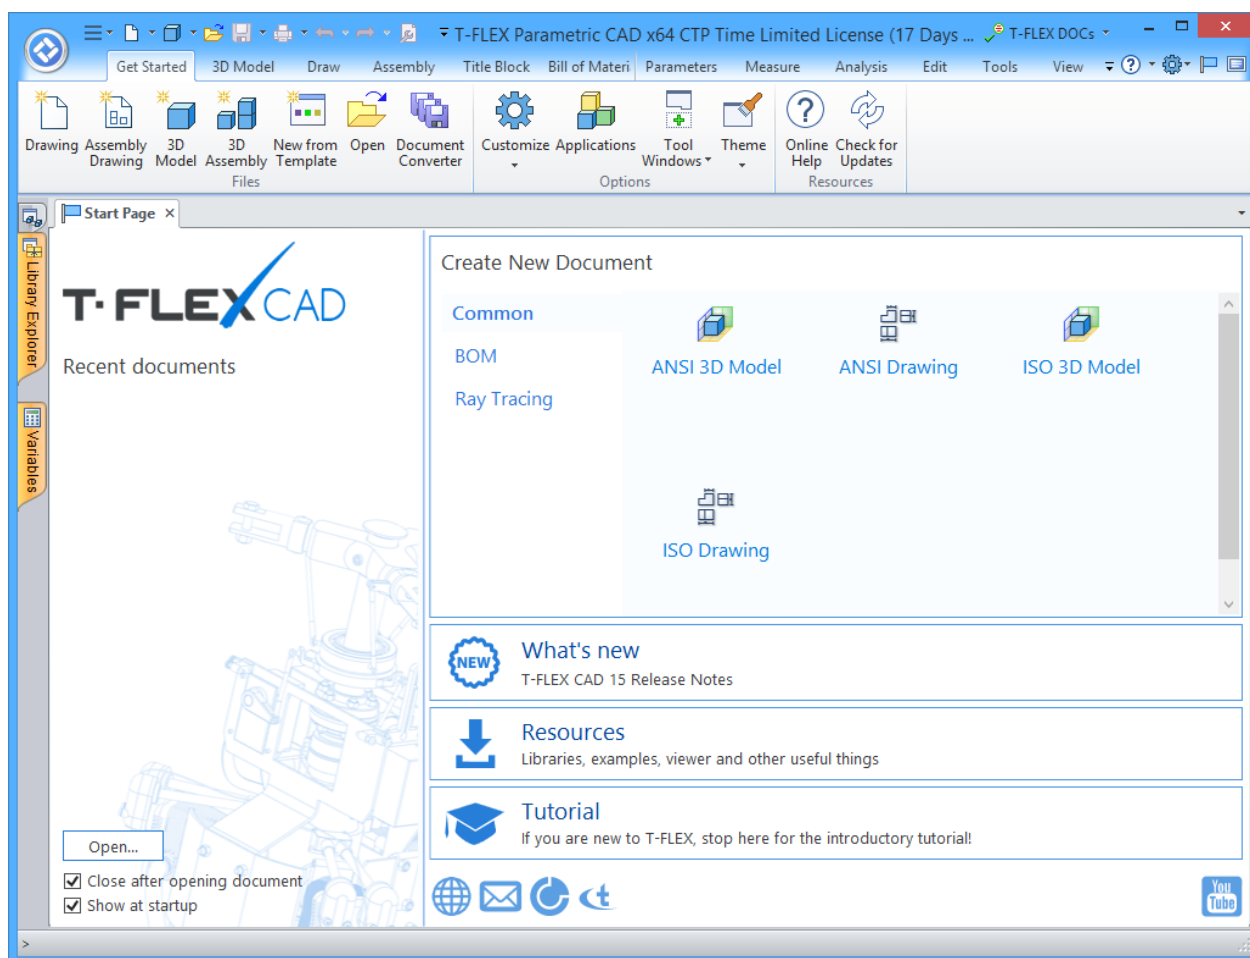 T-FLEX Parametric CAD x64 CTP Time Limited License (17 Days ...
T-FLEX DOCs
Get Started 3D Model Draw Assembly Title Block Bill of Materi Parameters Measure Analysis Edit Tools View
Drawing Assembly Drawing 3D Model 3D Assembly New from Template Open Document Converter Customize Applications Tool Windows Theme Online Help Check for Updates
Files Options Resources
Start Page
Library Explorer
Variables
T-FLEX CAD
Recent documents
Open...
Close after opening document
Show at startup
Create New Document
Common
BOM
Ray Tracing
ANSI 3D Model ANSI Drawing ISO 3D Model
ISO Drawing
NEW
What's new
T-FLEX CAD 15 Release Notes
Resources
Libraries, examples, viewer and other useful things
Tutorial
If you are new to T-FLEX, stop here for the introductory tutorial!
You
Tube
>